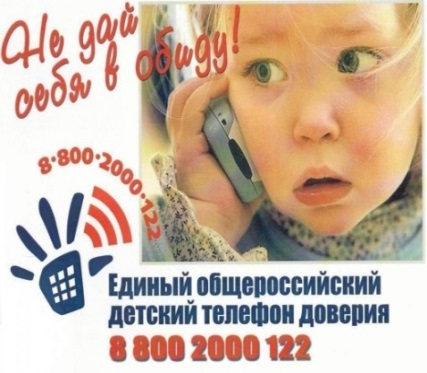 Не дай
себя в обиду!
8·800·2000·122
Единый общероссийский
детский телефон доверия
8 800 2000 122